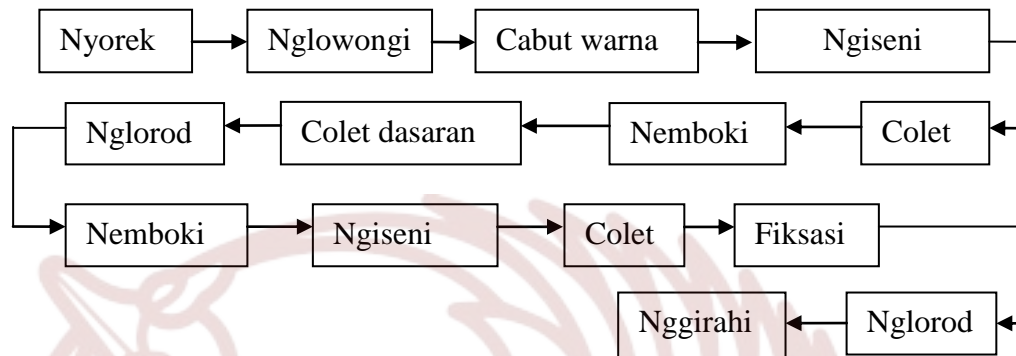 Nyorek Nglowongi Cabut warna Ngiseni
Nglorod Colet dasaran Nemboki Colet
Nemboki Ngiseni Colet Fiksasi
Nggirahi Nglorod